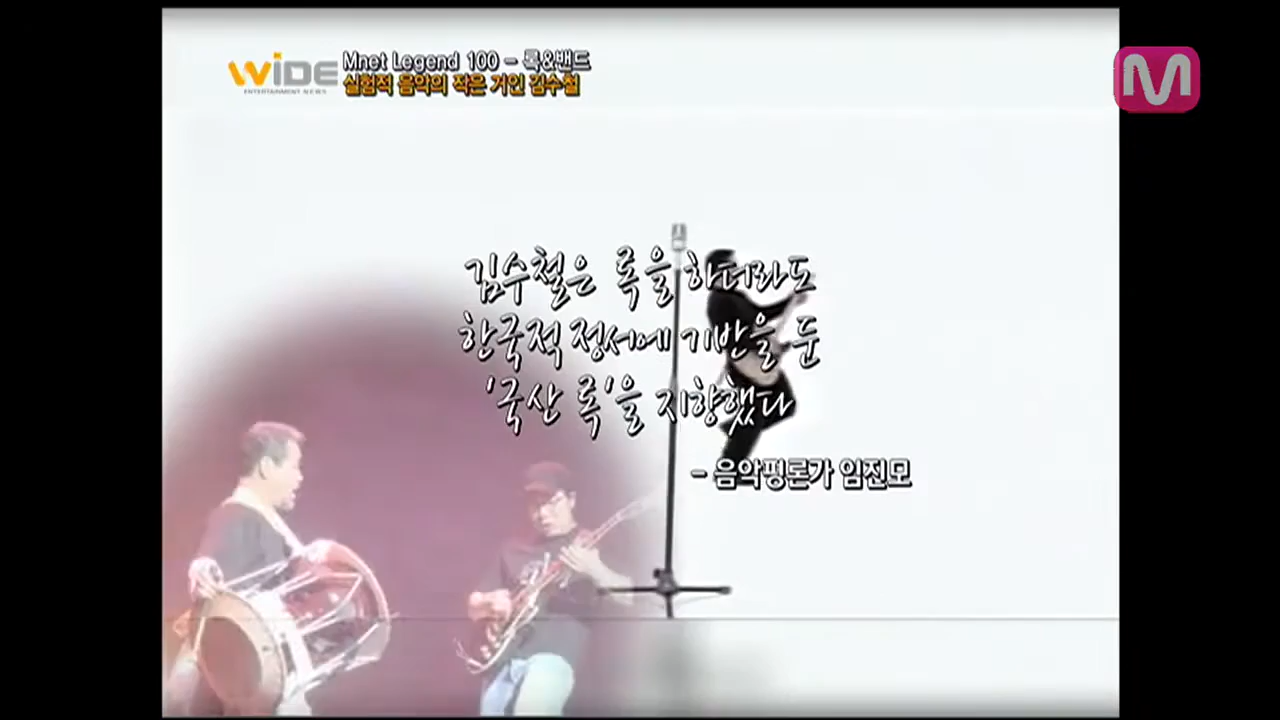 WiDE
ENTERTAINMENT NEWS
Mnet Legend 100 - 록&밴드
실험적 음악의 작은 거인 김수철
M
김수철은 록을 하더라도
한국적 정서에 기반을 둔
'국산 록'을 지향했다
- 음악평론가 임진모